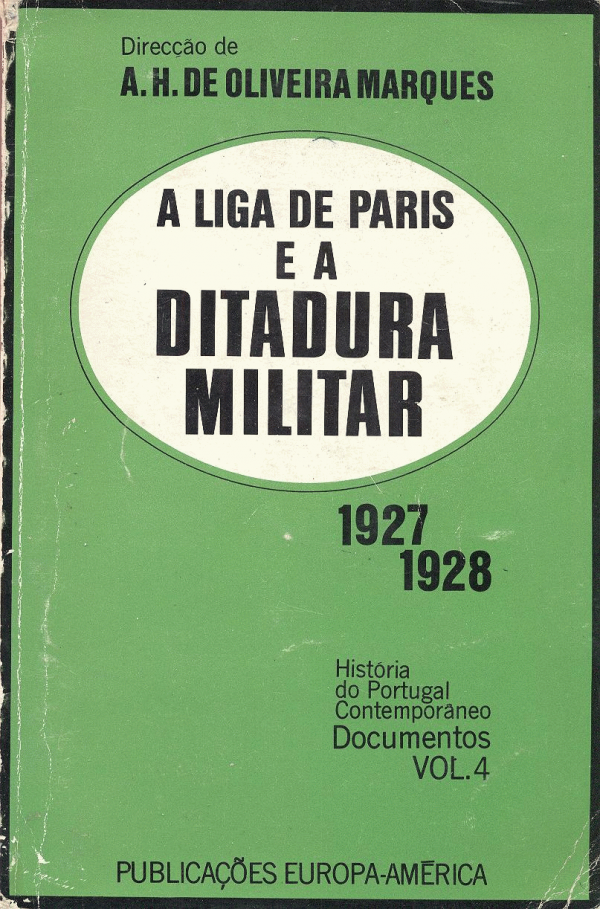 Direcção de
A. H. DE OLIVEIRA MARQUES
A LIGA DE PARIS
E A
DITADURA
MILITAR
1927
1928
História
do Portugal
Contemporâneo
Documentos
VOL. 4
PUBLICAÇÕES EUROPA-AMÉRICA